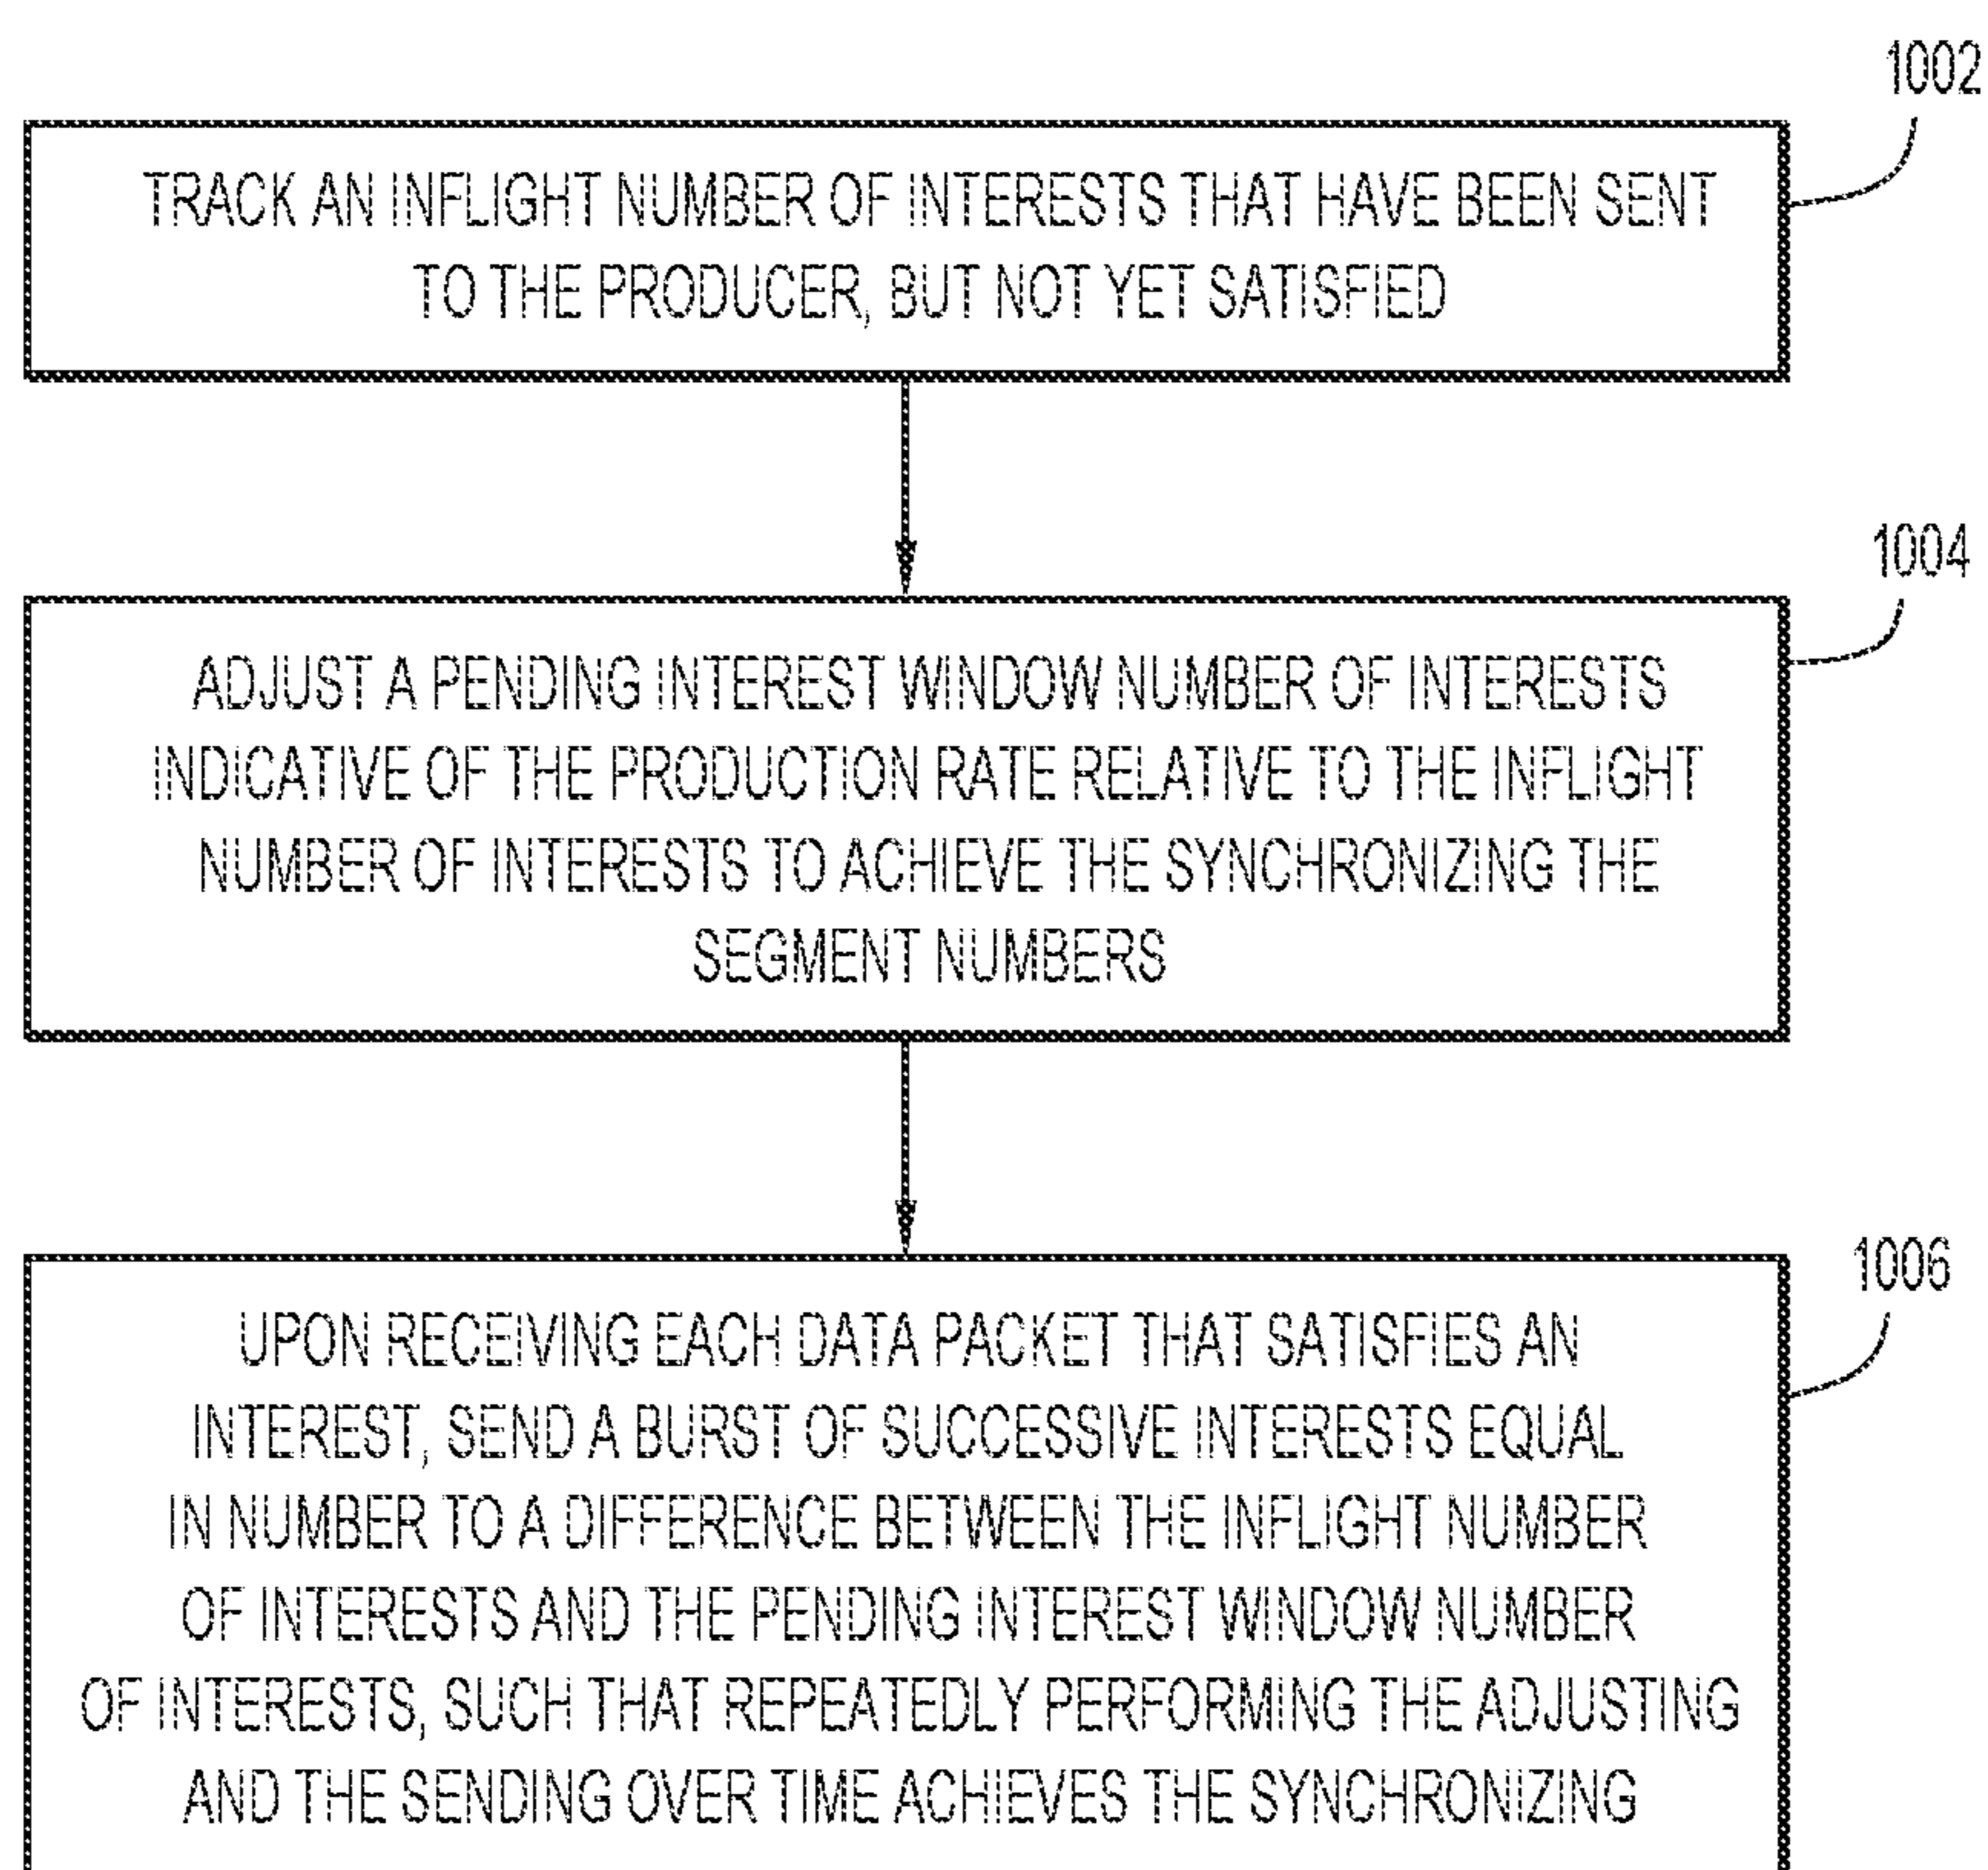 1002
TRACK AN INFLIGHT NUMBER OF INTERESTS THAT HAVE BEEN SENT
TO THE PRODUCER, BUT NOT YET SATISFIED
1004
ADJUST A PENDING INTEREST WINDOW NUMBER OF INTERESTS
INDICATIVE OF THE PRODUCTION RATE RELATIVE TO THE INFLIGHT
NUMBER OF INTERESTS TO ACHIEVE THE SYNCHRONIZING THE
SEGMENT NUMBERS
1006
UPON RECEIVING EACH DATA PACKET THAT SATISFIES AN
INTEREST, SEND A BURST OF SUCCESSIVE INTERESTS EQUAL
IN NUMBER TO A DIFFERENCE BETWEEN THE INFLIGHT NUMBER
OF INTERESTS AND THE PENDING INTEREST WINDOW NUMBER
OF INTERESTS, SUCH THAT REPEATEDLY PERFORMING THE ADJUSTING
AND THE SENDING OVER TIME ACHIEVES THE SYNCHRONIZING